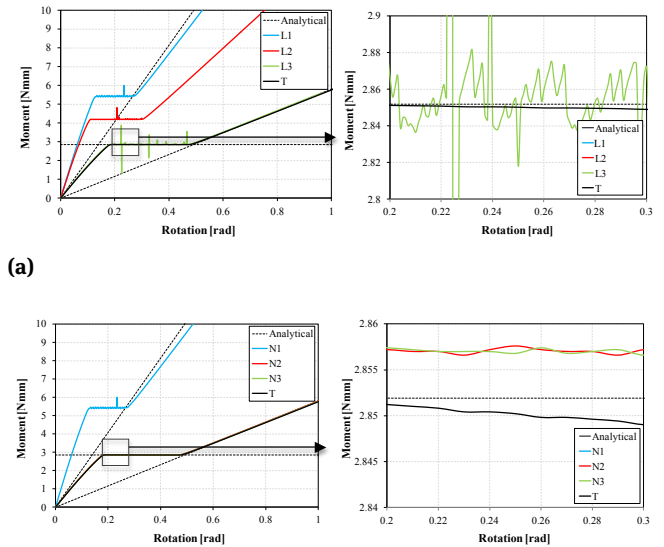 10
9
8
7
6
5
4
3
2
1
0
Moment [Nmm]
0 0.2 0.4 0.6 0.8 1
Rotation [rad]
Analytical
L1
L2
L3
T
2.9
2.88
2.86
2.84
2.82
2.8
Moment [Nmm]
0.2 0.22 0.24 0.26 0.28 0.3
Rotation [rad]
Analytical
L1
L2
L3
T
(a)
10
9
8
7
6
5
4
3
2
1
0
Moment [Nmm]
0 0.2 0.4 0.6 0.8 1
Rotation [rad]
Analytical
N1
N2
N3
T
2.86
2.855
2.85
2.845
2.84
Moment [Nmm]
0.2 0.22 0.24 0.26 0.28 0.3
Rotation [rad]
Analytical
N1
N2
N3
T